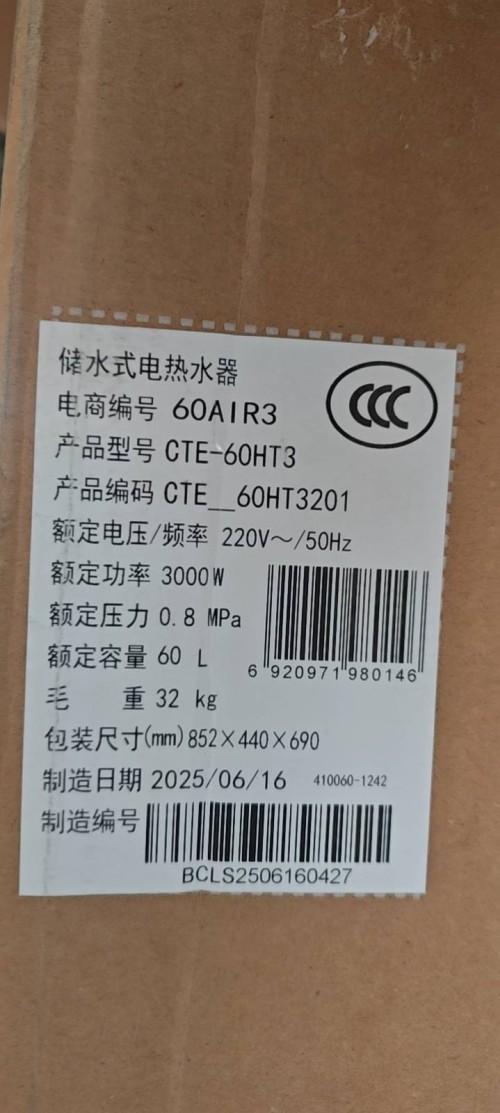 储水式电热水器
CCC
电商编号 60AIR3
产品型号 CTE-60HT3
产品编码 CTE__60HT3201
额定电压/频率 220V～/50Hz
额定功率 3000W
额定压力 0.8 MPa
额定容量 60 L
6 920971 980146
毛 重 32 kg
包装尺寸(mm)852×440×690
制造日期 2025/06/16 410060-1242
制造编号
BCLS2506160427